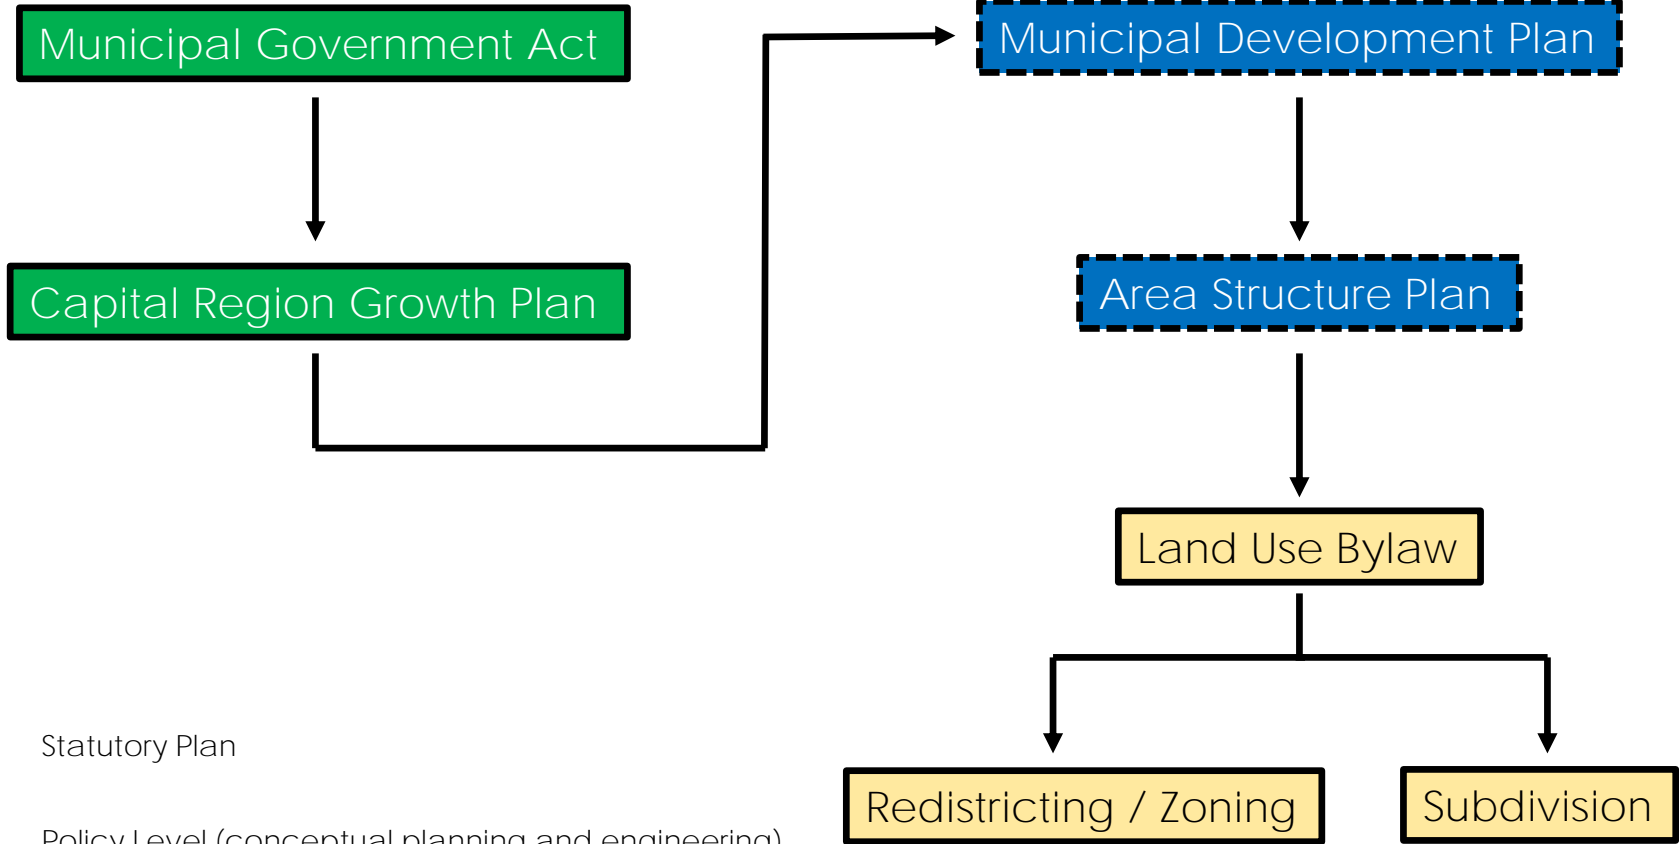 Municipal Government Act
Municipal Development Plan
Capital Region Growth Plan
Area Structure Plan
Land Use Bylaw
Statutory Plan
Redistricting / Zoning
Subdivision
Policy Level (conceptual planning and engineering)